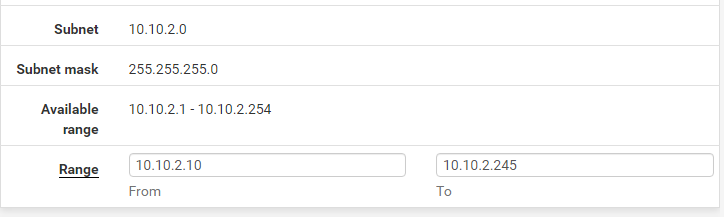 Subnet 10.10.2.0
Subnet mask 255.255.255.0
Available range 10.10.2.1 - 10.10.2.254
Range 10.10.2.10 10.10.2.245
From To